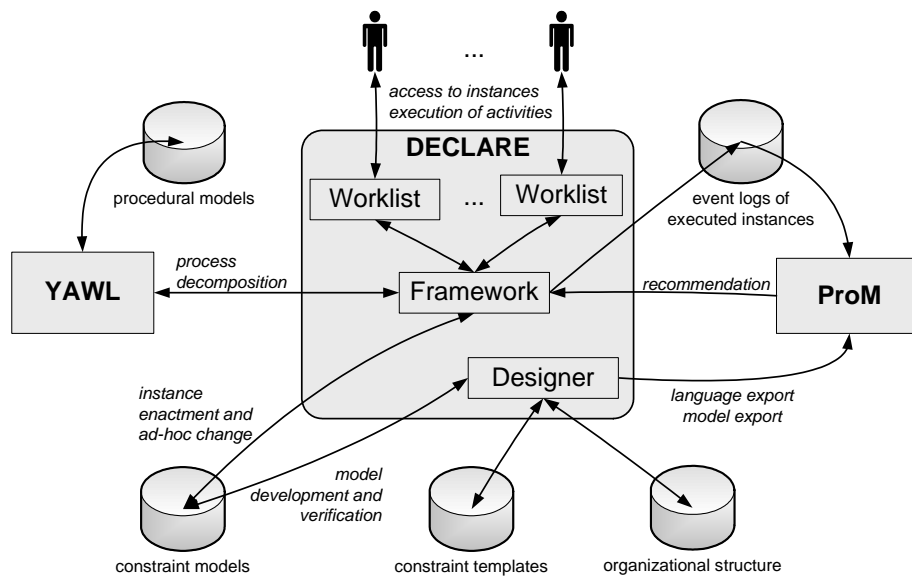 ...
access to instances
execution of activities
DECLARE
Worklist
...
Worklist
procedural models
event logs of
executed instances
YAWL
process
decomposition
Framework
recommendation
ProM
Designer
instance
enactment and
ad-hoc change
language export
model export
model
development and
verification
constraint models
constraint templates
organizational structure